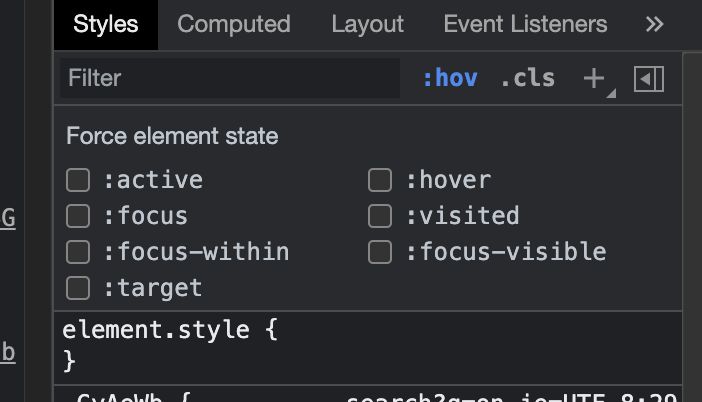 Styles Computed Layout Event Listeners »
Filter :hov .cls +
Force element state
:active :hover
:focus :visited
:focus-within :focus-visible
G
:target
element.style {
b
}